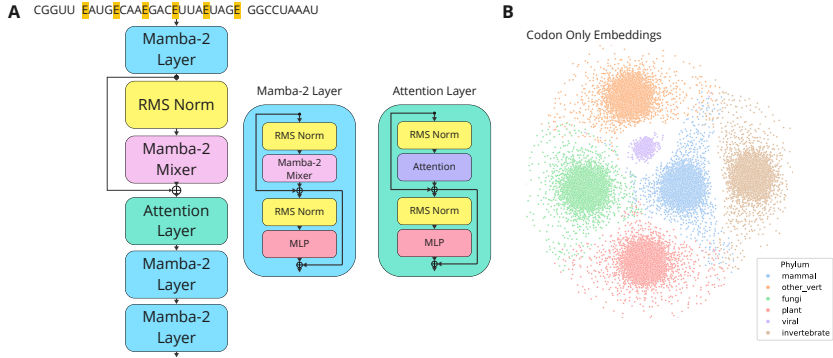 A
CGGUU EAUGECAAEGACEUUAEUAGE GGCCUAAAU
Mamba-2
Layer
RMS Norm
Mamba-2
Mixer
Attention
Layer
Mamba-2
Layer
Mamba-2
Layer
Mamba-2 Layer
RMS Norm
Mamba-2
Mixer
RMS Norm
MLP
Attention Layer
RMS Norm
Attention
RMS Norm
MLP
B
Codon Only Embeddings
Phylum
mammal
other_vert
fungi
plant
viral
invertebrate